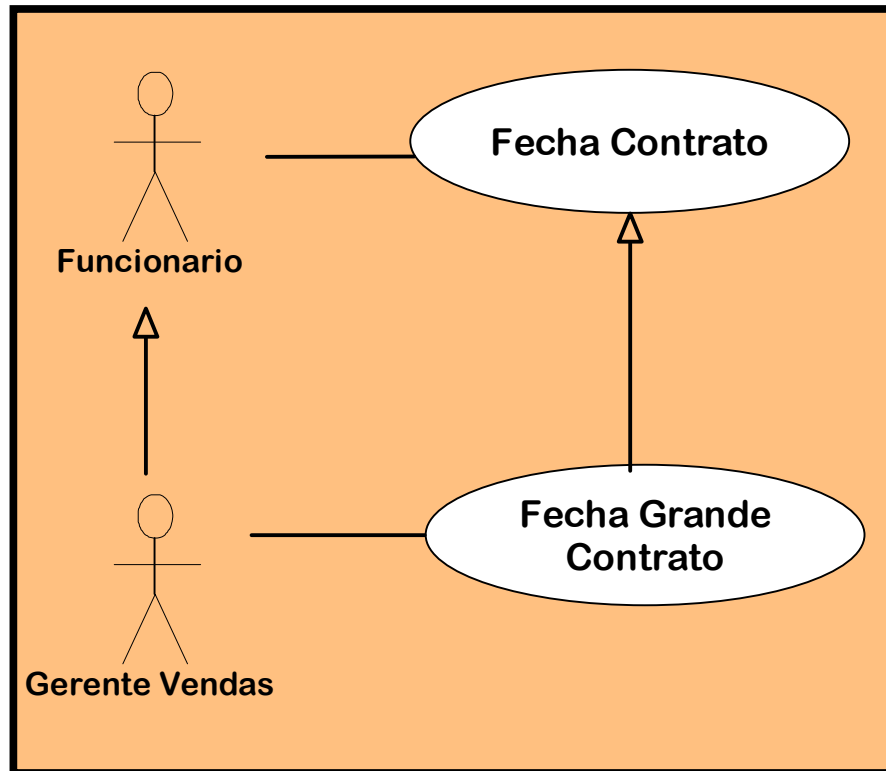 Fecha Contrato
Funcionario
Fecha Grande
Contrato
Gerente Vendas